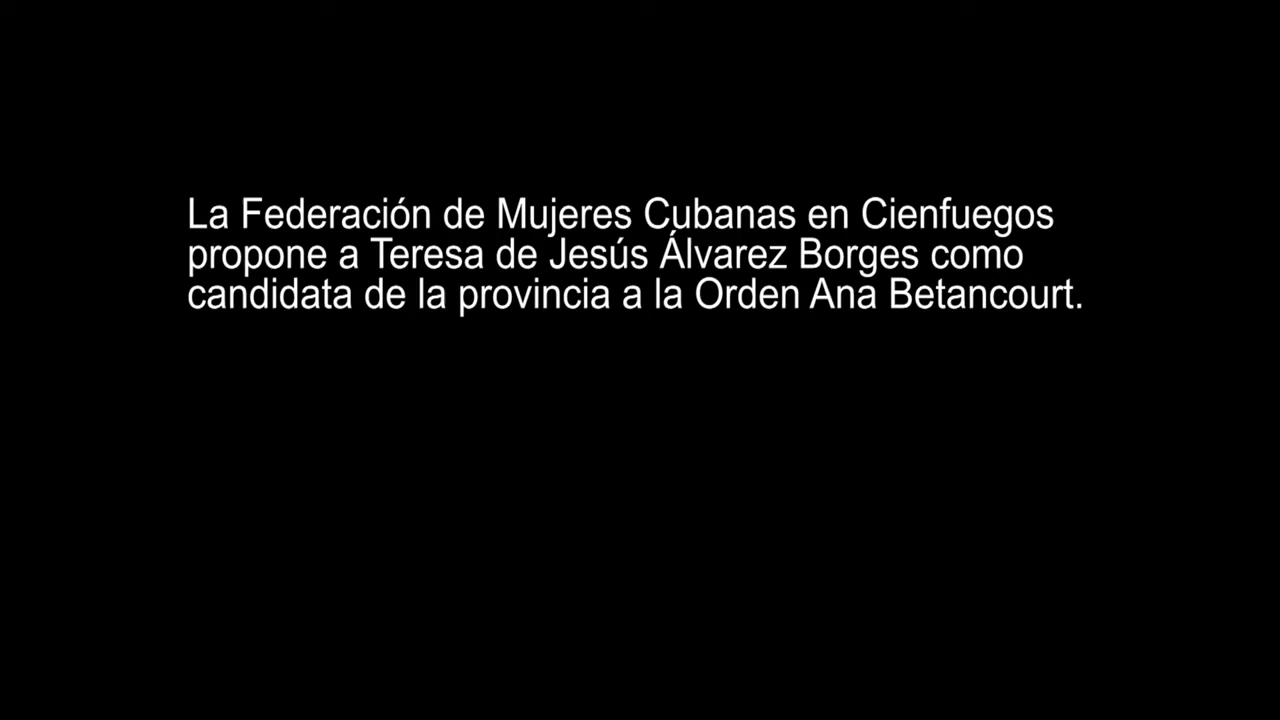 La Federación de Mujeres Cubanas en Cienfuegos
propone a Teresa de Jesús Álvarez Borges como
candidata de la provincia a la Orden Ana Betancourt.